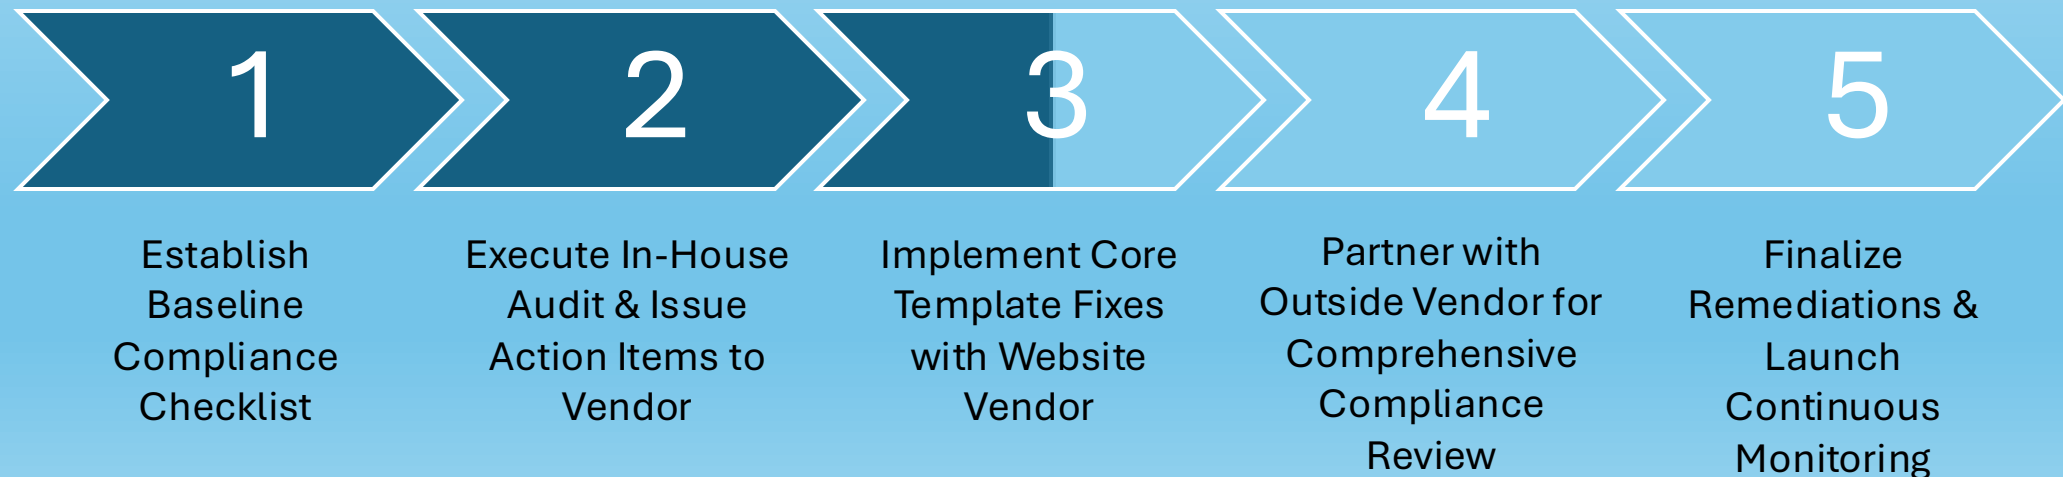 1
2
3
4
5
Establish
Baseline
Compliance
Checklist
Execute In-House
Audit & Issue
Action Items to
Vendor
Implement Core
Template Fixes
with Website
Vendor
Partner with
Outside Vendor for
Comprehensive
Compliance
Review
Finalize
Remediations &
Launch
Continuous
Monitoring